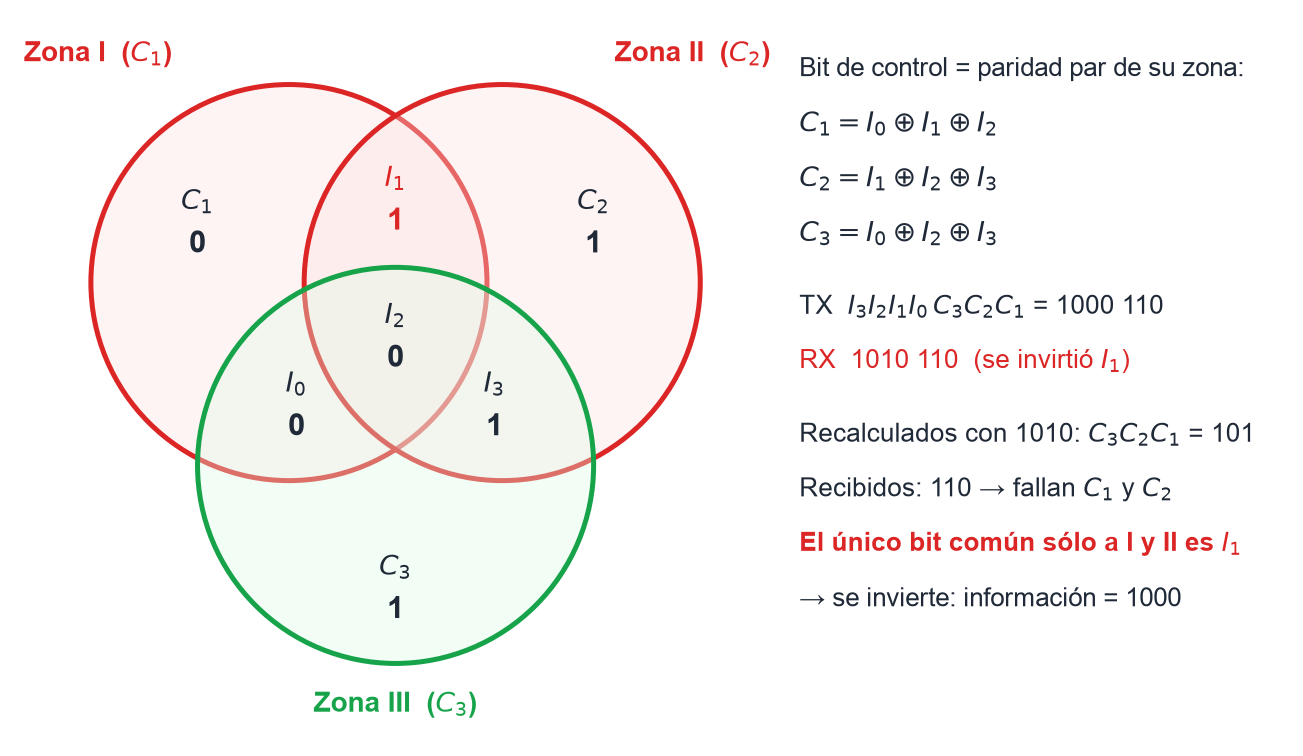 Zona I (C₁)
Zona II (C₂)
C₁
0
I₁
1
C₂
1
I₂
0
I₀
0
I₃
1
C₃
1
Zona III (C₃)
Bit de control = paridad par de su zona:
C₁ = I₀ ⊕ I₁ ⊕ I₂
C₂ = I₁ ⊕ I₂ ⊕ I₃
C₃ = I₀ ⊕ I₂ ⊕ I₃
TX I₃I₂I₁I₀ C₃C₂C₁ = 1000 110
RX 1010 110 (se invirtió I₁)
Recalculados con 1010: C₃C₂C₁ = 101
Recibidos: 110 → fallan C₁ y C₂
El único bit común sólo a I y II es I₁
→ se invierte: información = 1000